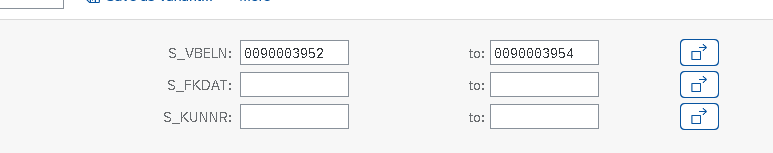 S_VBELN: 0090003952 to: 0090003954
S_FKDAT: to:
S_KUNNR: to: